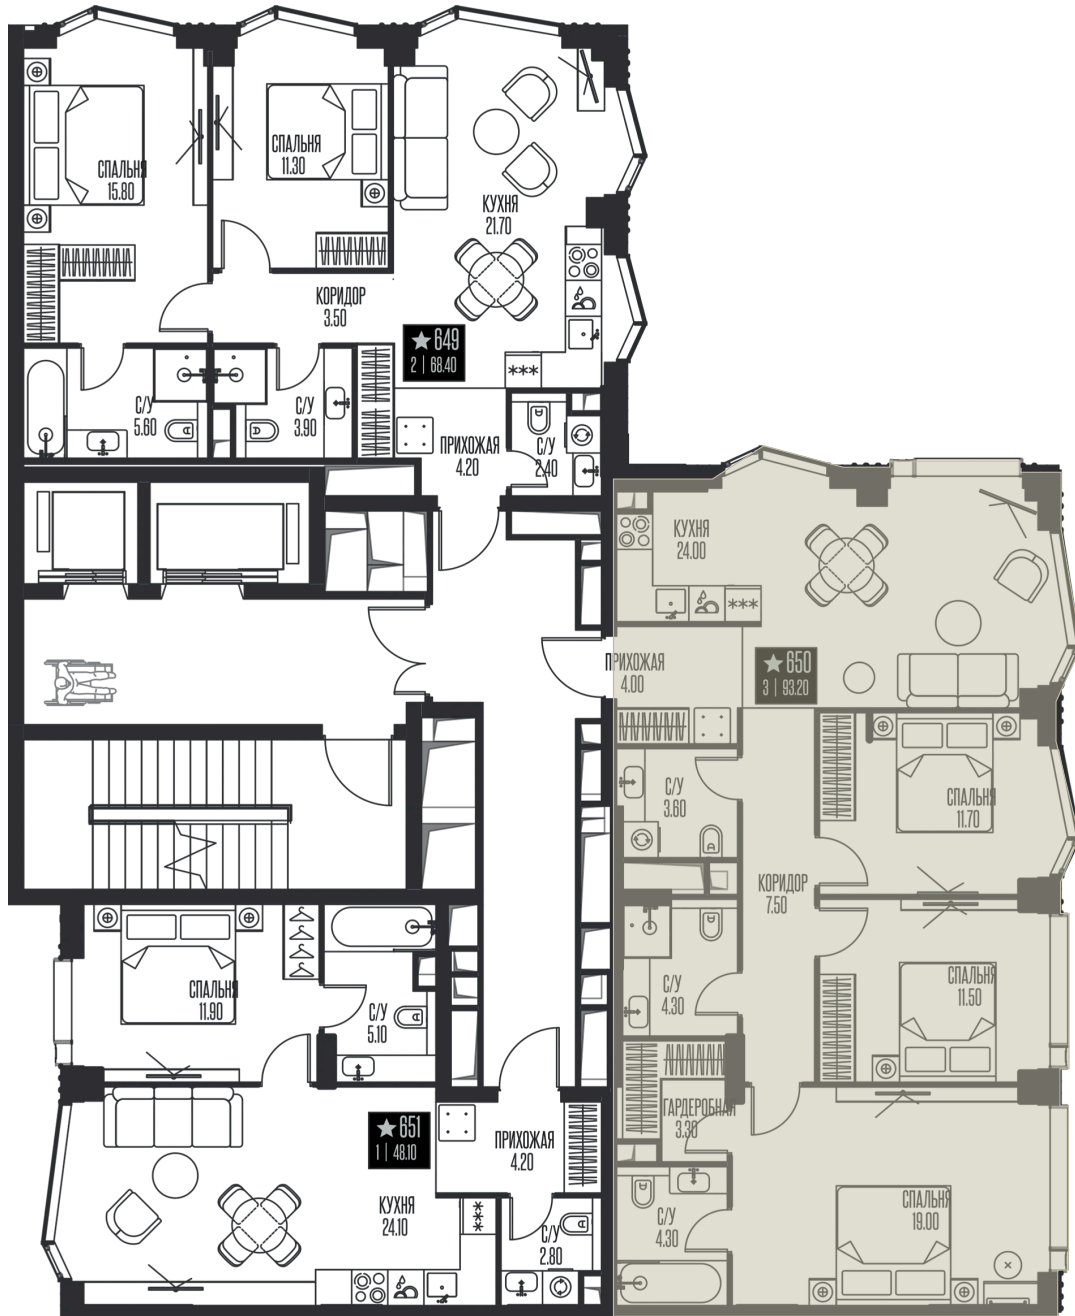 СПАЛЬНЯ
15.80
СПАЛЬНЯ
11.30
КУХНЯ
21.70
КОРИДОР
3.50
★ 649
2 | 68.40
***
С/У
5.60
С/У
3.90
ПРИХОЖАЯ
4.20
С/У
2.40
КУХНЯ
24.00
***
ПРИХОЖАЯ
4.00
★ 650
3 | 93.20
С/У
3.60
СПАЛЬНЯ
11.70
КОРИДОР
7.50
С/У
4.30
СПАЛЬНЯ
11.50
ГАРДЕРОБНАЯ
3.30
С/У
4.30
СПАЛЬНЯ
19.00
СПАЛЬНЯ
11.90
С/У
5.10
★ 651
1 | 48.10
ПРИХОЖАЯ
4.20
КУХНЯ
24.10
***
С/У
2.80